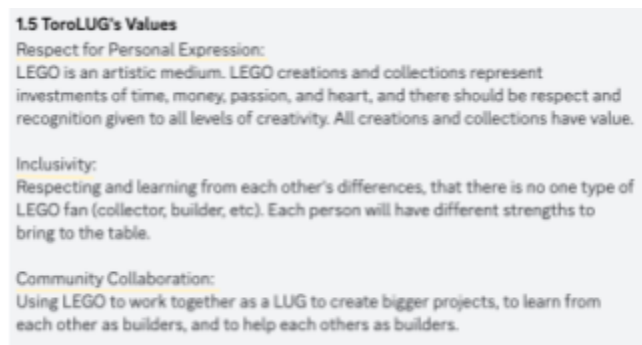 1.5 ToroLUG's Values
Respect for Personal Expression:
LEGO is an artistic medium. LEGO creations and collections represent
investments of time, money, passion, and heart, and there should be respect and
recognition given to all levels of creativity. All creations and collections have value.
Inclusivity:
Respecting and learning from each other's differences, that there is no one type of
LEGO fan (collector, builder, etc). Each person will have different strengths to
bring to the table.
Community Collaboration:
Using LEGO to work together as a LUG to create bigger projects, to learn from
each other as builders, and to help each others as builders.